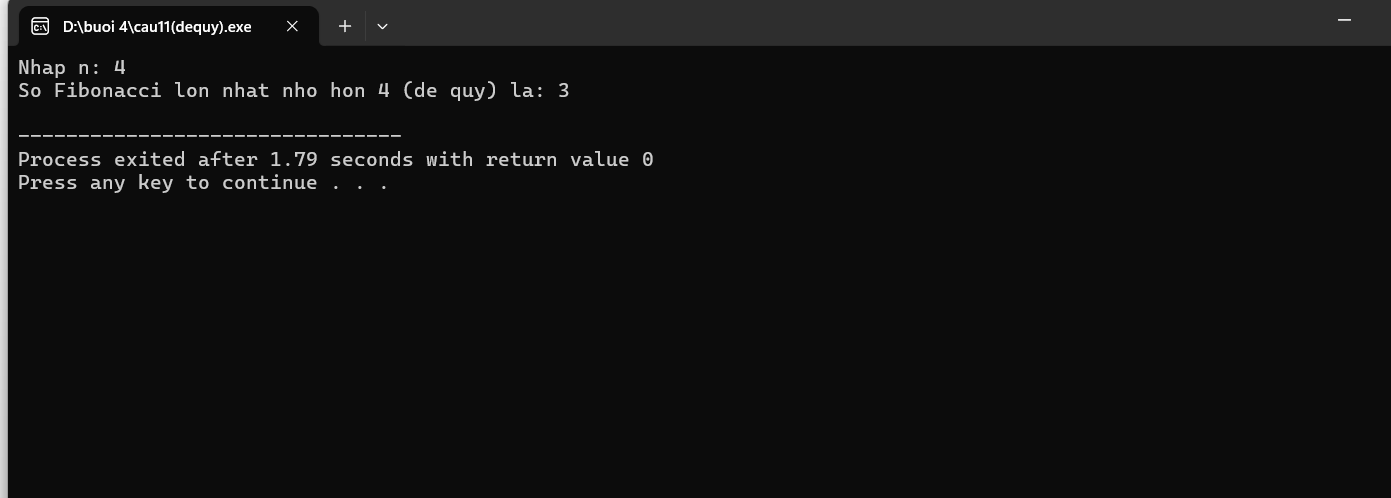 D:\buoi 4\cau11(dequy).exe
Nhap n: 4
So Fibonacci lon nhat nho hon 4 (de quy) la: 3
--------------------------------
Process exited after 1.79 seconds with return value 0
Press any key to continue . . .